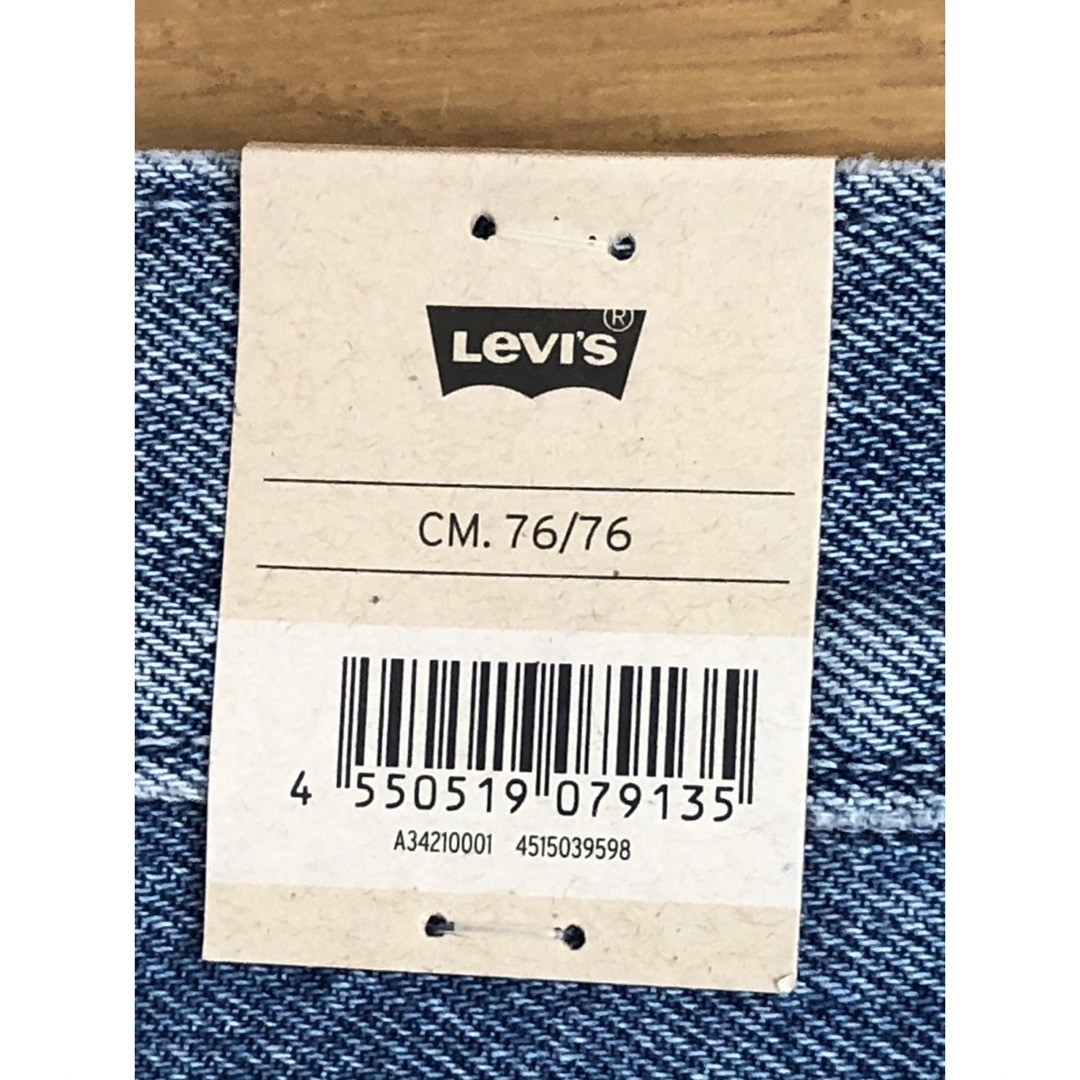 Levi's ®
CM. 76/76
4 550519 079135
A34210001 4515039598